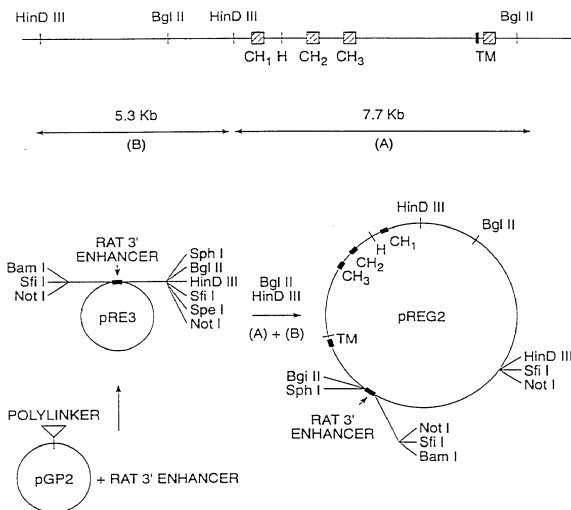 HinD III Bgl II HinD III Bgl II
CH1 H CH2 CH3 TM
5.3 Kb 7.7 Kb
(B) (A)
RAT 3'
ENHANCER
Bam I
Sfi I
Not I
Sph I
Bgl II
HinD III
Sfi I
Spe I
Not I
pRE3
Bgl II
HinD III
(A) + (B)
HinD III
Bgl II
CH1
H
CH2
CH3
pREG2
TM
Bgl II
Sph I
RAT 3'
ENHANCER
HinD III
Sfi I
Not I
Not I
Sfi I
Bam I
POLYLINKER
pGP2 + RAT 3' ENHANCER